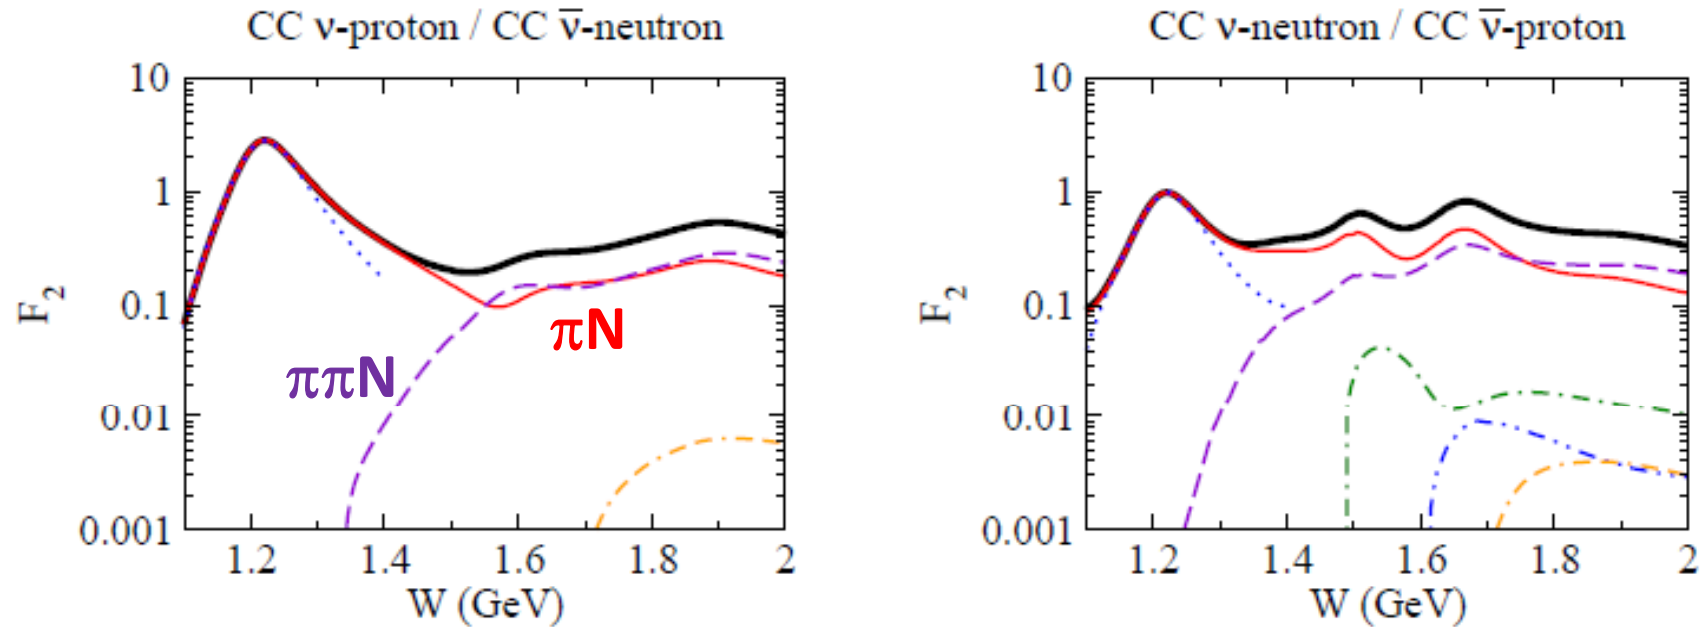 CC ν-proton / CC ν̅-neutron
10
1
0.1
0.01
0.001
F₂
πN
ππN
1.2 1.4 1.6 1.8 2
W (GeV)
CC ν-neutron / CC ν̅-proton
10
1
0.1
0.01
0.001
F₂
1.2 1.4 1.6 1.8 2
W (GeV)